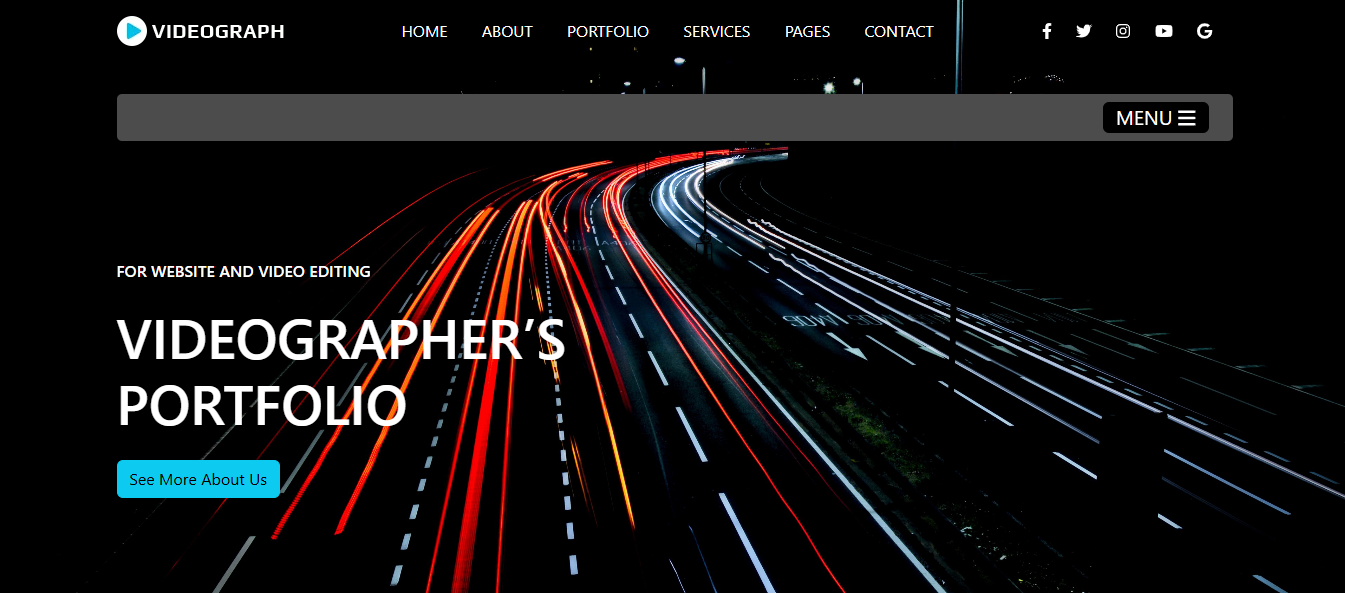 VIDEOGRAPH
HOME ABOUT PORTFOLIO SERVICES PAGES CONTACT
MENU
FOR WEBSITE AND VIDEO EDITING
VIDEOGRAPHER’S
PORTFOLIO
See More About Us